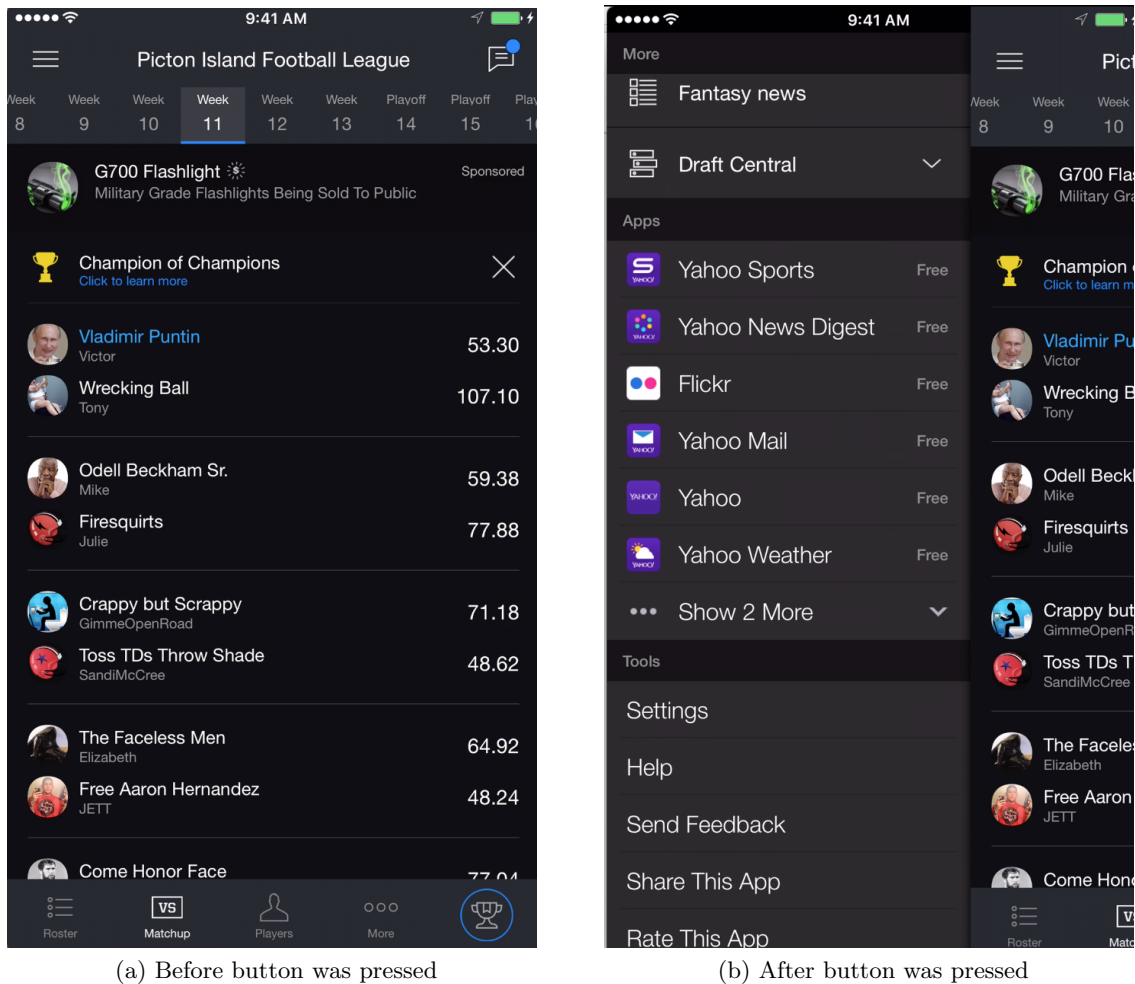 9:41 AM
Picton Island Football League
Week Week Week Week Week Week Playoff Playoff
8 9 10 11 12 13 14 15
G700 Flashlight
Sponsored
Military Grade Flashlights Being Sold To Public
Champion of Champions
Click to learn more
Vladimir Puntin
Victor
53.30
Wrecking Ball
Tony
107.10
Odell Beckham Sr.
Mike
59.38
Firesquirts
Julie
77.88
Crappy but Scrappy
GimmeOpenRoad
71.18
Toss TDs Throw Shade
SandiMcCree
48.62
The Faceless Men
Elizabeth
64.92
Free Aaron Hernandez
JETT
48.24
Come Honor Face
77.04
VS
Roster Matchup Players More
(a) Before button was pressed
9:41 AM
More
Fantasy news
Draft Central
Apps
Yahoo Sports Free
Yahoo News Digest Free
Flickr Free
Yahoo Mail Free
YAHOO!
Yahoo Free
Yahoo Weather Free
Show 2 More
Tools
Settings
Help
Send Feedback
Share This App
Rate This App
Pict
Week Week Week
8 9 10
G700 Flas
Military Gra
Champion
Click to learn m
Vladimir Pu
Victor
Wrecking B
Tony
Odell Beck
Mike
Firesquirts
Julie
Crappy but
GimmeOpenR
Toss TDs T
SandiMcCree
The Faceles
Elizabeth
Free Aaron
JETT
Come Hono
Roster Matc
(b) After button was pressed